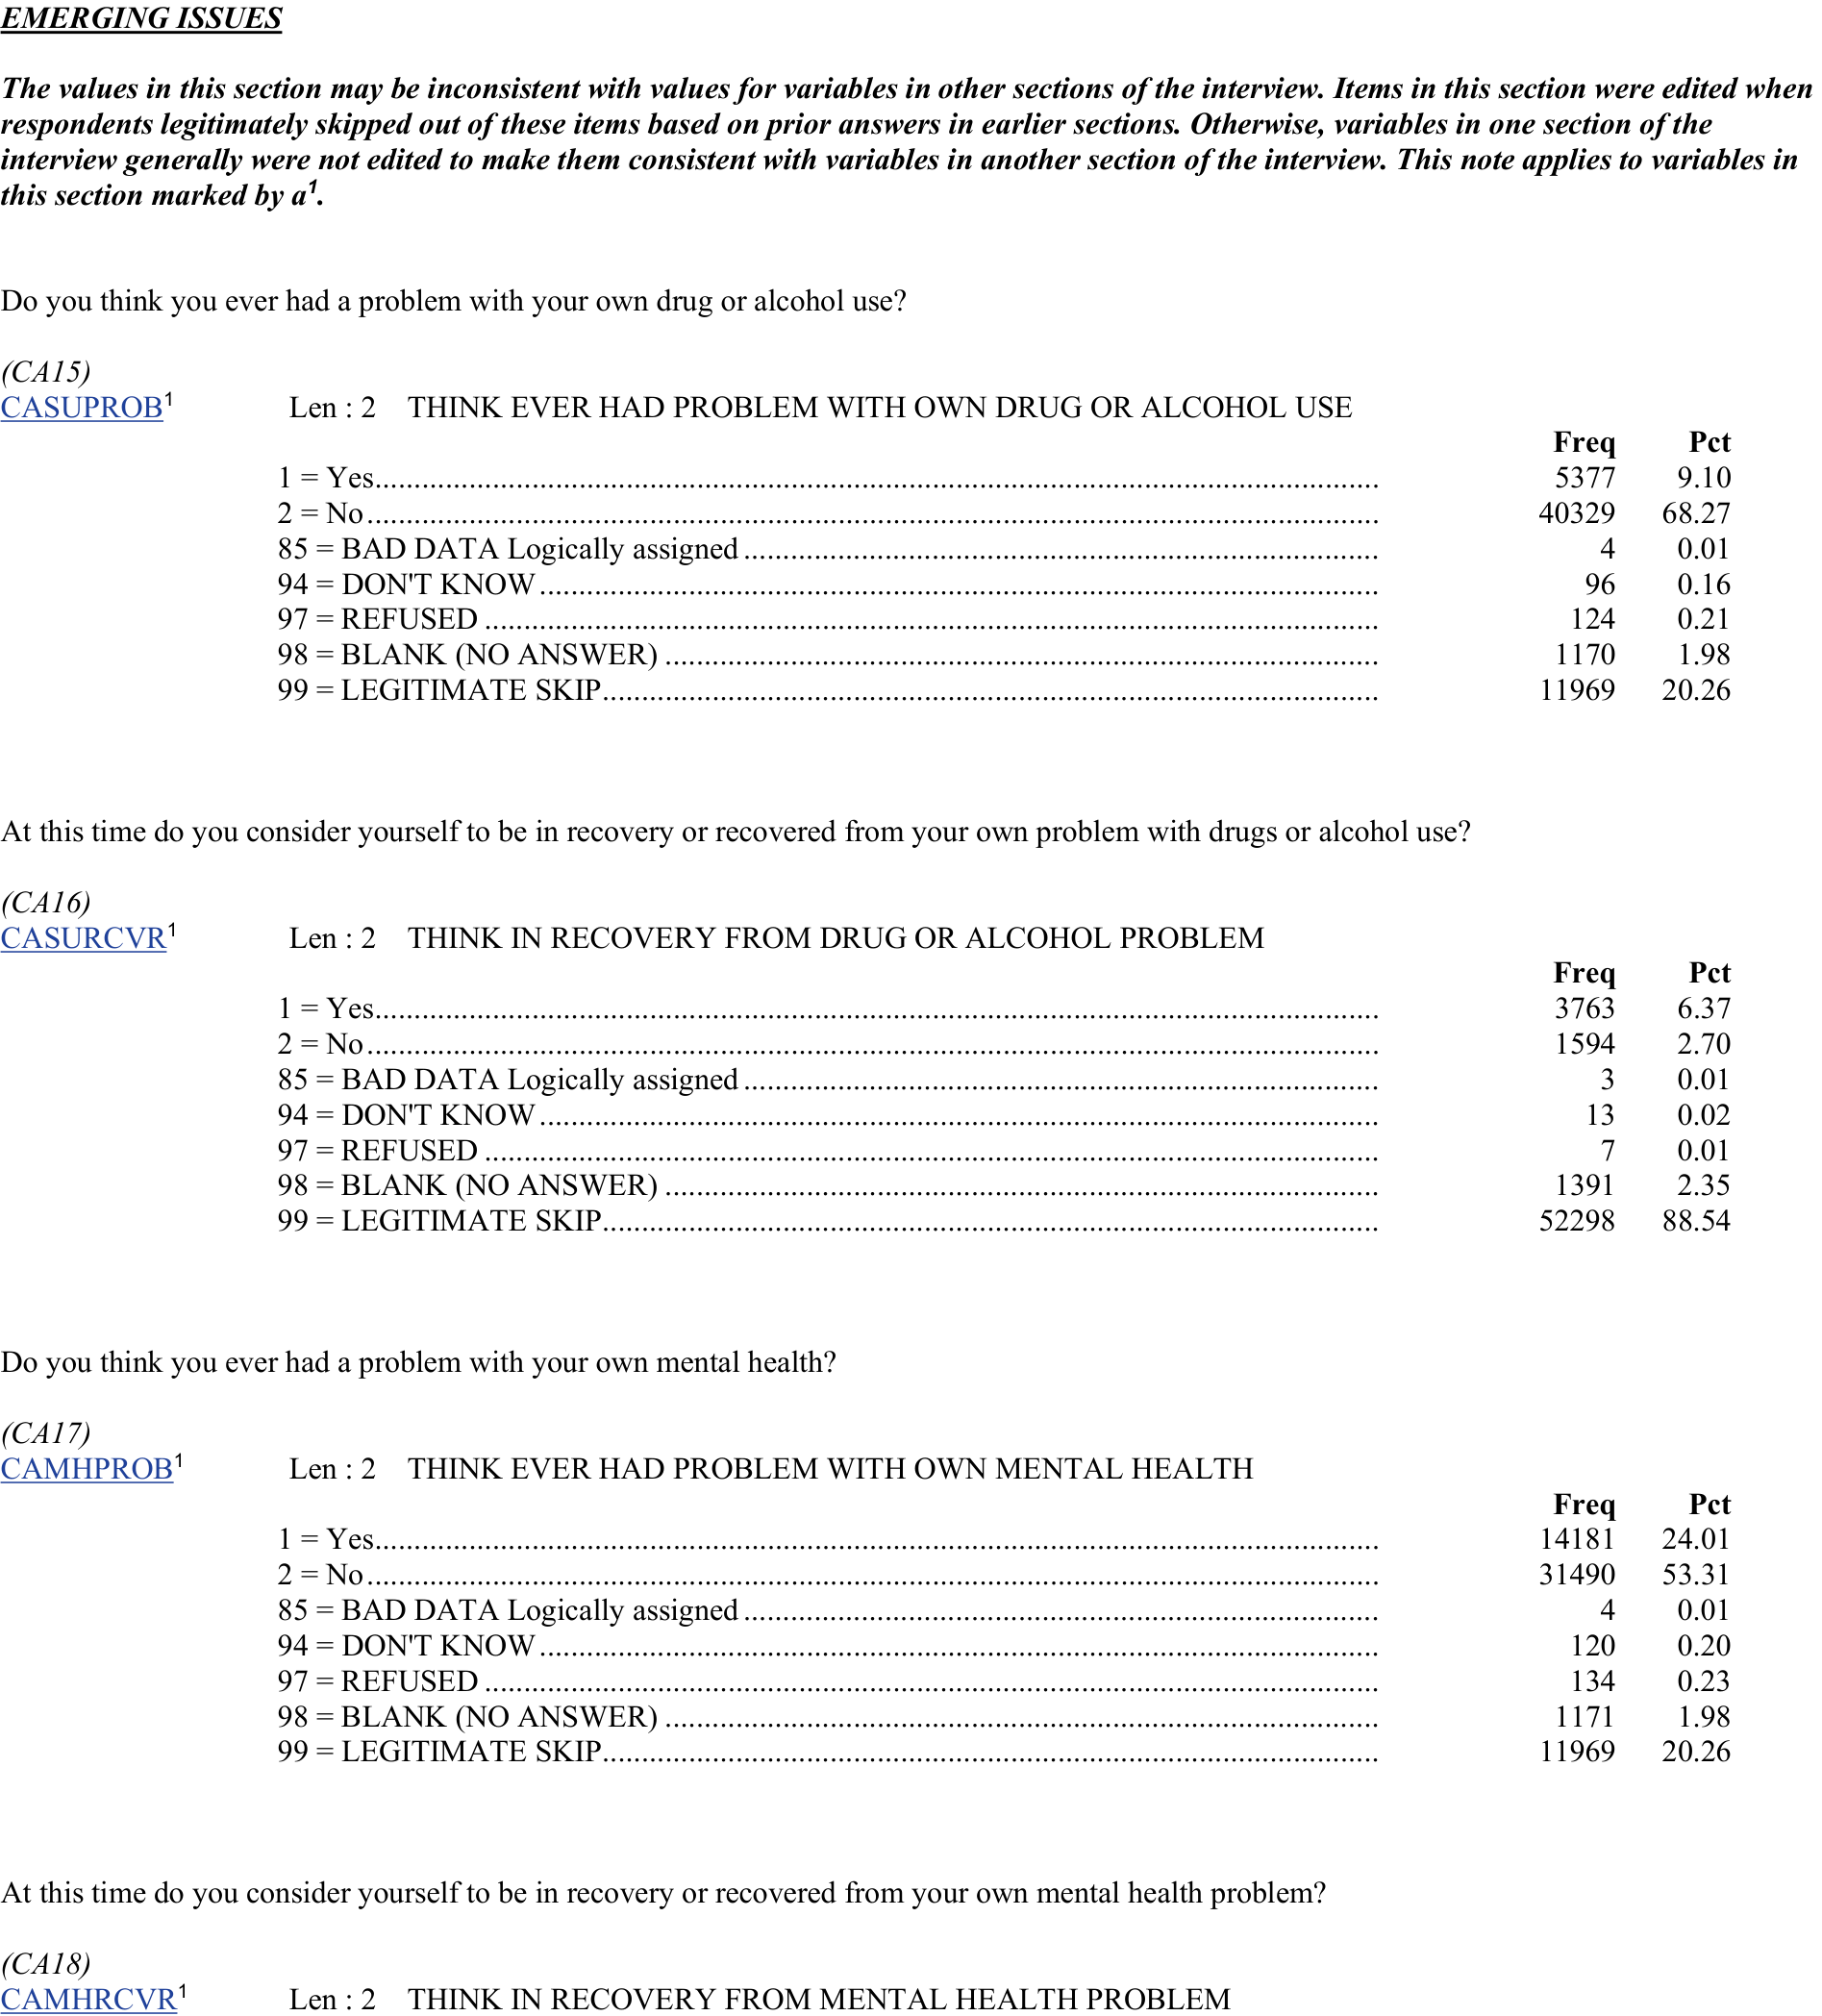 EMERGING ISSUES
The values in this section may be inconsistent with values for variables in other sections of the interview. Items in this section were edited when
respondents legitimately skipped out of these items based on prior answers in earlier sections. Otherwise, variables in one section of the
interview generally were not edited to make them consistent with variables in another section of the interview. This note applies to variables in
this section marked by a¹.
Do you think you ever had a problem with your own drug or alcohol use?
(CA15)
CASUPROB¹ Len : 2 THINK EVER HAD PROBLEM WITH OWN DRUG OR ALCOHOL USE
Freq Pct
1 = Yes 5377 9.10
2 = No 40329 68.27
85 = BAD DATA Logically assigned 4 0.01
94 = DON'T KNOW 96 0.16
97 = REFUSED 124 0.21
98 = BLANK (NO ANSWER) 1170 1.98
99 = LEGITIMATE SKIP 11969 20.26
At this time do you consider yourself to be in recovery or recovered from your own problem with drugs or alcohol use?
(CA16)
CASURCVR¹ Len : 2 THINK IN RECOVERY FROM DRUG OR ALCOHOL PROBLEM
Freq Pct
1 = Yes 3763 6.37
2 = No 1594 2.70
85 = BAD DATA Logically assigned 3 0.01
94 = DON'T KNOW 13 0.02
97 = REFUSED 7 0.01
98 = BLANK (NO ANSWER) 1391 2.35
99 = LEGITIMATE SKIP 52298 88.54
Do you think you ever had a problem with your own mental health?
(CA17)
CAMHPROB¹ Len : 2 THINK EVER HAD PROBLEM WITH OWN MENTAL HEALTH
Freq Pct
1 = Yes 14181 24.01
2 = No 31490 53.31
85 = BAD DATA Logically assigned 4 0.01
94 = DON'T KNOW 120 0.20
97 = REFUSED 134 0.23
98 = BLANK (NO ANSWER) 1171 1.98
99 = LEGITIMATE SKIP 11969 20.26
At this time do you consider yourself to be in recovery or recovered from your own mental health problem?
(CA18)
CAMHRCVR¹ Len : 2 THINK IN RECOVERY FROM MENTAL HEALTH PROBLEM